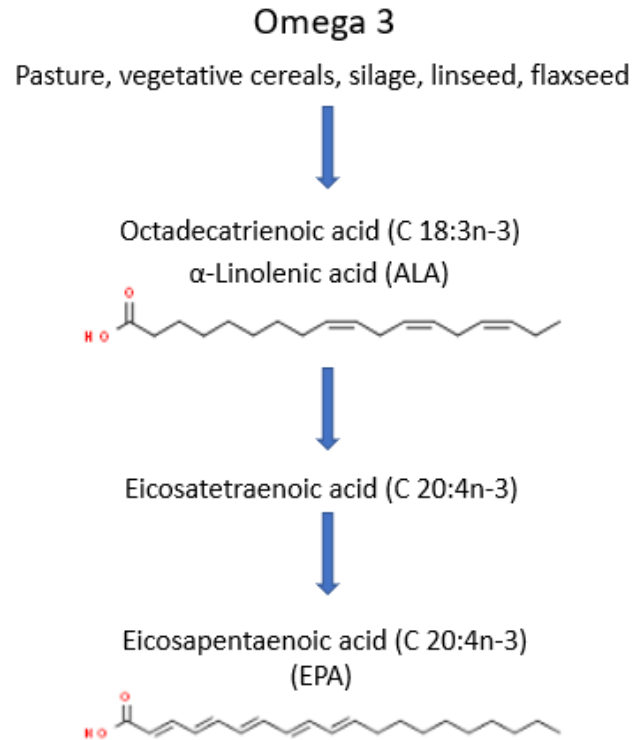 Omega 3
Pasture, vegetative cereals, silage, linseed, flaxseed
Octadecatrienoic acid (C 18:3n-3)
α-Linolenic acid (ALA)
O
H O
Eicosatetraenoic acid (C 20:4n-3)
Eicosapentaenoic acid (C 20:4n-3)
(EPA)
O
HO